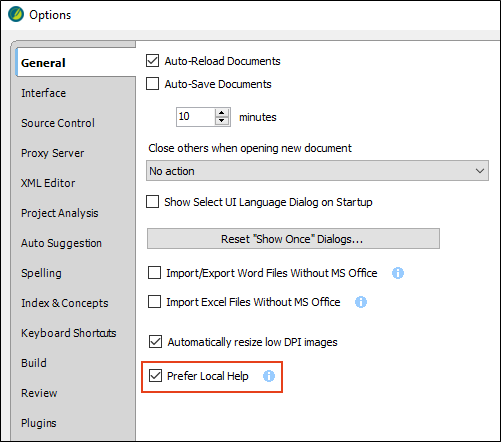 Options
General
Interface
Source Control
Proxy Server
XML Editor
Project Analysis
Auto Suggestion
Spelling
Index & Concepts
Keyboard Shortcuts
Build
Review
Plugins
Auto-Reload Documents
Auto-Save Documents
10 minutes
Close others when opening new document
No action
Show Select UI Language Dialog on Startup
Reset "Show Once" Dialogs...
Import/Export Word Files Without MS Office
Import Excel Files Without MS Office
Automatically resize low DPI images
Prefer Local Help